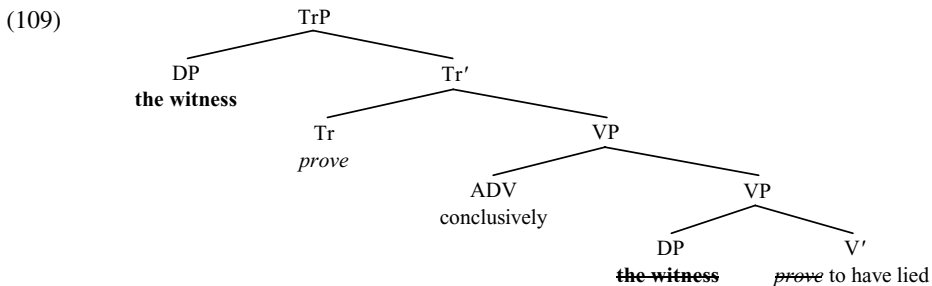 (109)
TrP
DP
Tr′
the witness
Tr
VP
prove
ADV
VP
conclusively
DP
V′
the witness
prove to have lied